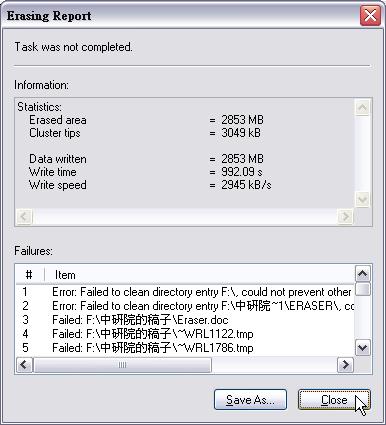 Erasing Report
Task was not completed.
Information:
Statistics:
Erased area = 2853 MB
Cluster tips = 3049 kB
Data written = 2853 MB
Write time = 992.09 s
Write speed = 2945 kB/s
Failures:
# Item
1 Error: Failed to clean directory entry F:\, could not prevent other
2 Error: Failed to clean directory entry F:\中研院~1\ERASER\, co
3 Failed: F:\中研院的稿子\Eraser.doc
4 Failed: F:\中研院的稿子\~WRL1122.tmp
5 Failed: F:\中研院的稿子\~WRL1786.tmp
Save As... Close